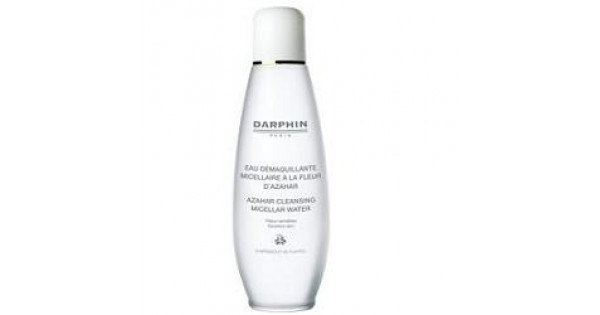 DARPHIN
PARIS
EAU DÉMAQUILLANTE
MICELLAIRE À LA FLEUR
D'AZAHAR
AZAHAR CLEANSING
MICELLAR WATER